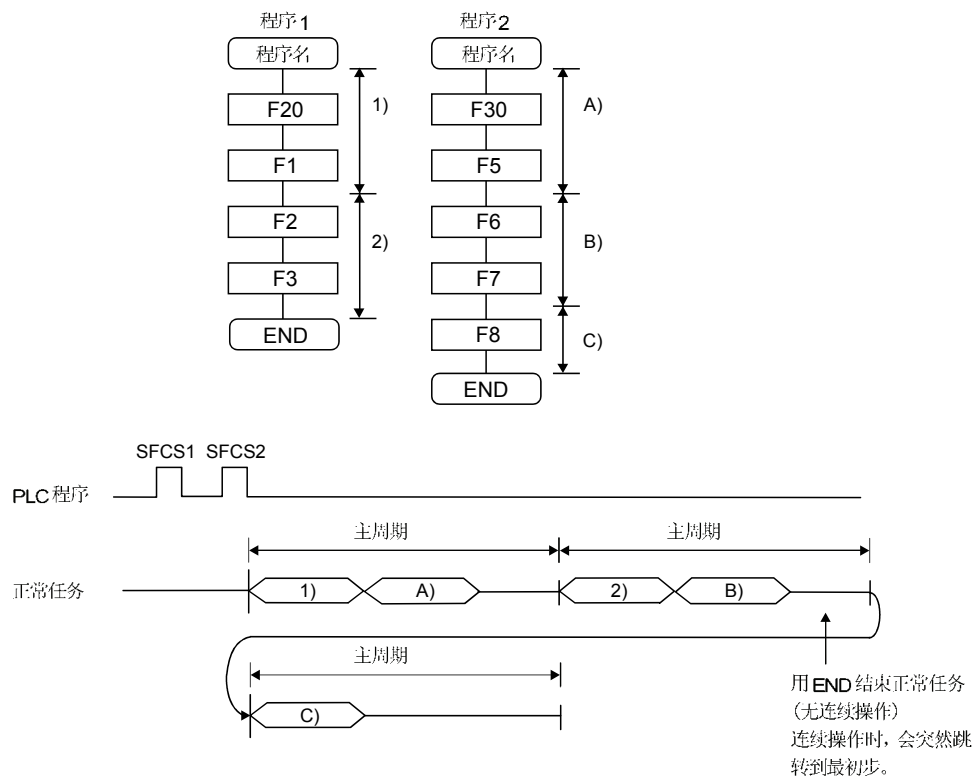 程序1
程序2
程序名
程序名
F20
F30
1)
A)
F1
F5
F2
F6
2)
B)
F3
F7
END
F8
C)
END
SFCS1 SFCS2
PLC程序
主周期
主周期
正常任务
1)
A)
2)
B)
主周期
C)
用END结束正常任务
(无连续操作)
连续操作时，会突然跳
转到最初步。